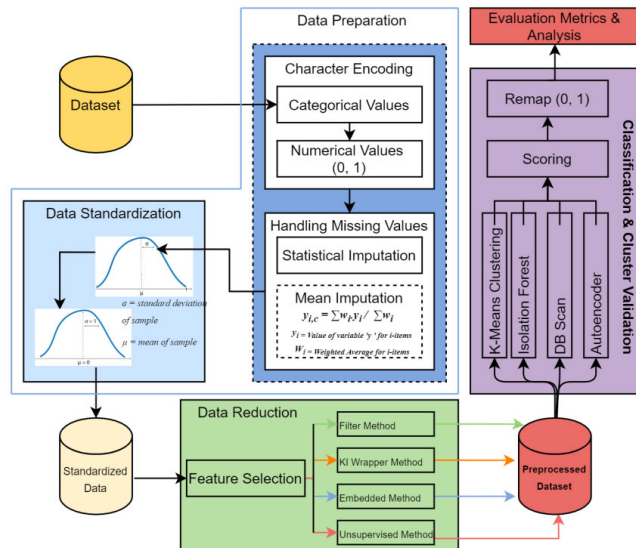 Data Preparation
Evaluation Metrics &
Analysis
Dataset
Character Encoding
Categorical Values
Numerical Values
(0, 1)
Remap (0, 1)
Scoring
Classification & Cluster Validation
K-Means Clustering
Isolation Forest
DB Scan
Autoencoder
Data Standardization
σ
μ
σ = standard deviation
of sample
σ = 1
μ = mean of sample
μ = 0
Handling Missing Values
Statistical Imputation
Mean Imputation
y_{i,c} = ∑w_i y_i / ∑w_i
y_i = Value of variable 'y' for i-items
W_i = Weighted Average for i-items
Standardized
Data
Data Reduction
Feature Selection
Filter Method
KI Wrapper Method
Embedded Method
Unsupervised Method
Preprocessed
Dataset